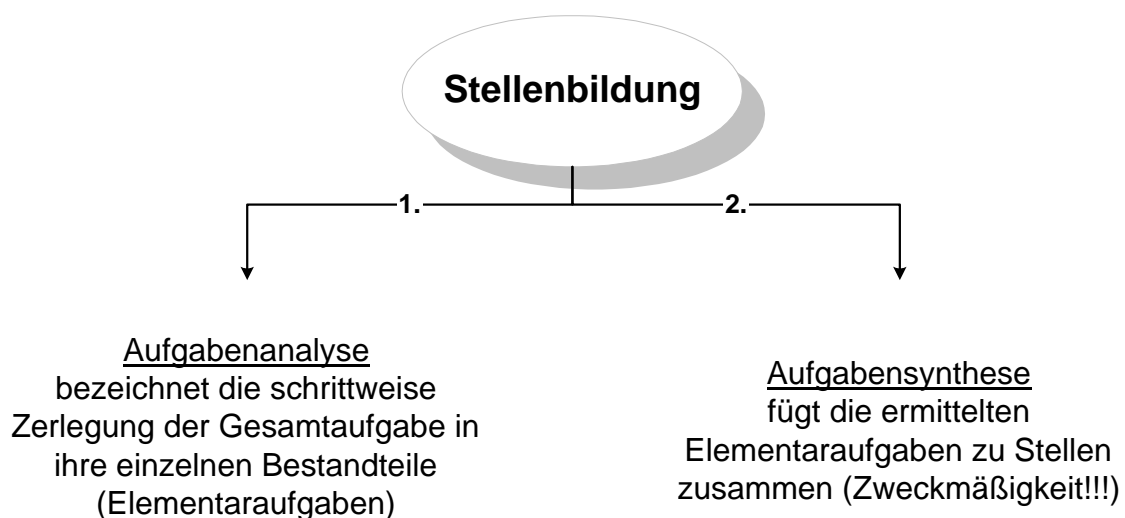 Stellenbildung
1.
2.
Aufgabenanalyse
bezeichnet die schrittweise
Zerlegung der Gesamtaufgabe in
ihre einzelnen Bestandteile
(Elementaraufgaben)
Aufgabensynthese
fügt die ermittelten
Elementaraufgaben zu Stellen
zusammen (Zweckmäßigkeit!!!)